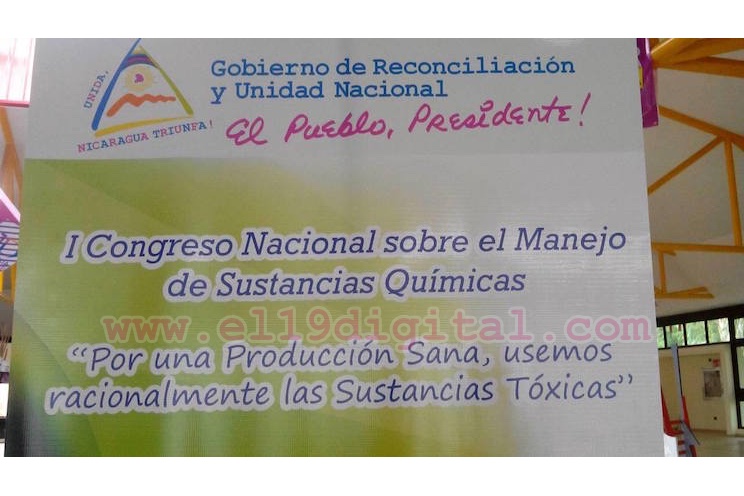 UNIDA,
NICARAGUA TRIUNFA!
Gobierno de Reconciliación
y Unidad Nacional
El Pueblo, Presidente!
I Congreso Nacional sobre el Manejo
de Sustancias Químicas
www.el19digital.com
“Por una Producción Sana, usemos
racionalmente las Sustancias Tóxicas”